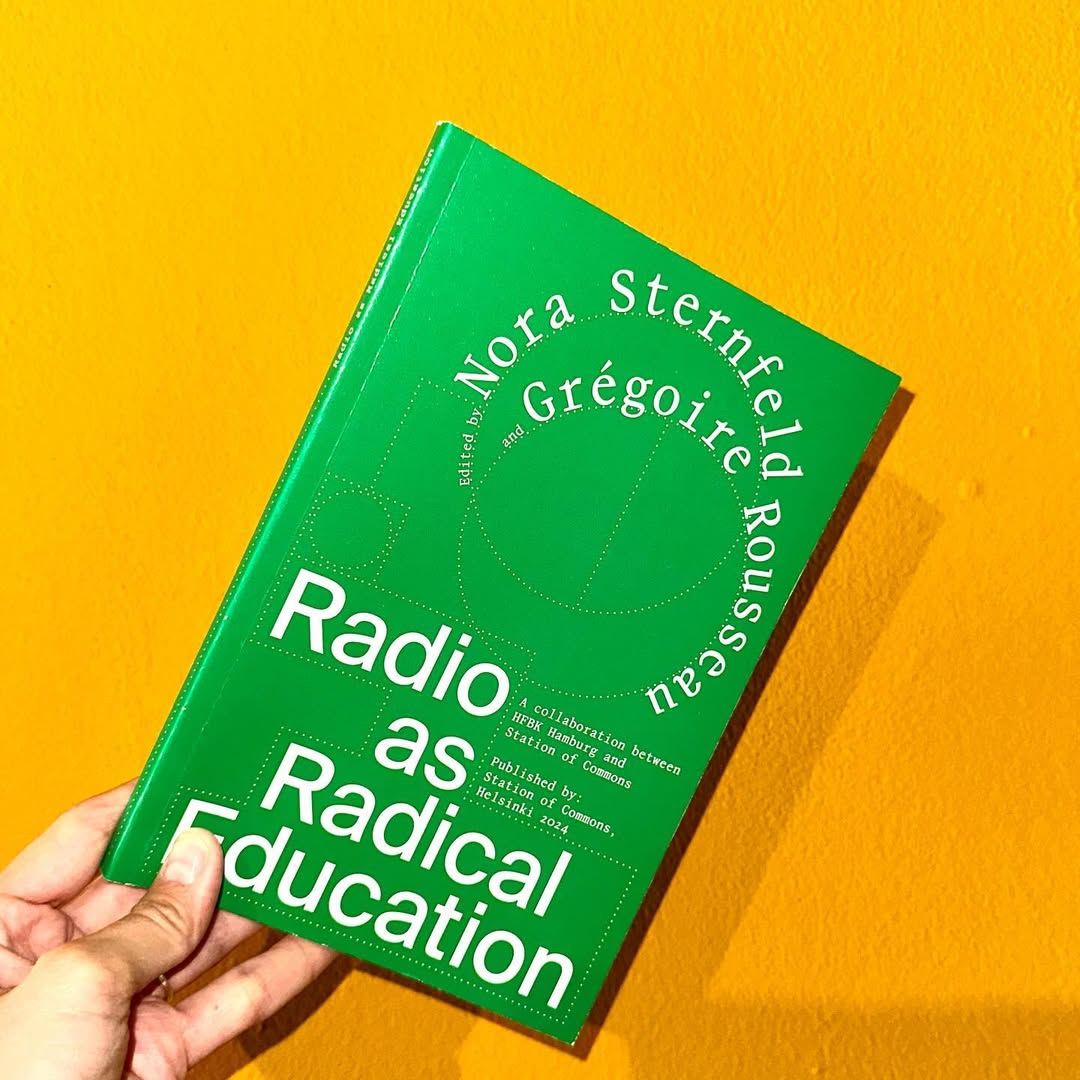 Radio as Radical Education
Edited by Nora Sternfeld
and Grégoire Rousseau
Radio
as
Radical
Education
A collaboration between
HFBK Hamburg and
Station of Commons
Published by:
Station of Commons,
Helsinki 2024